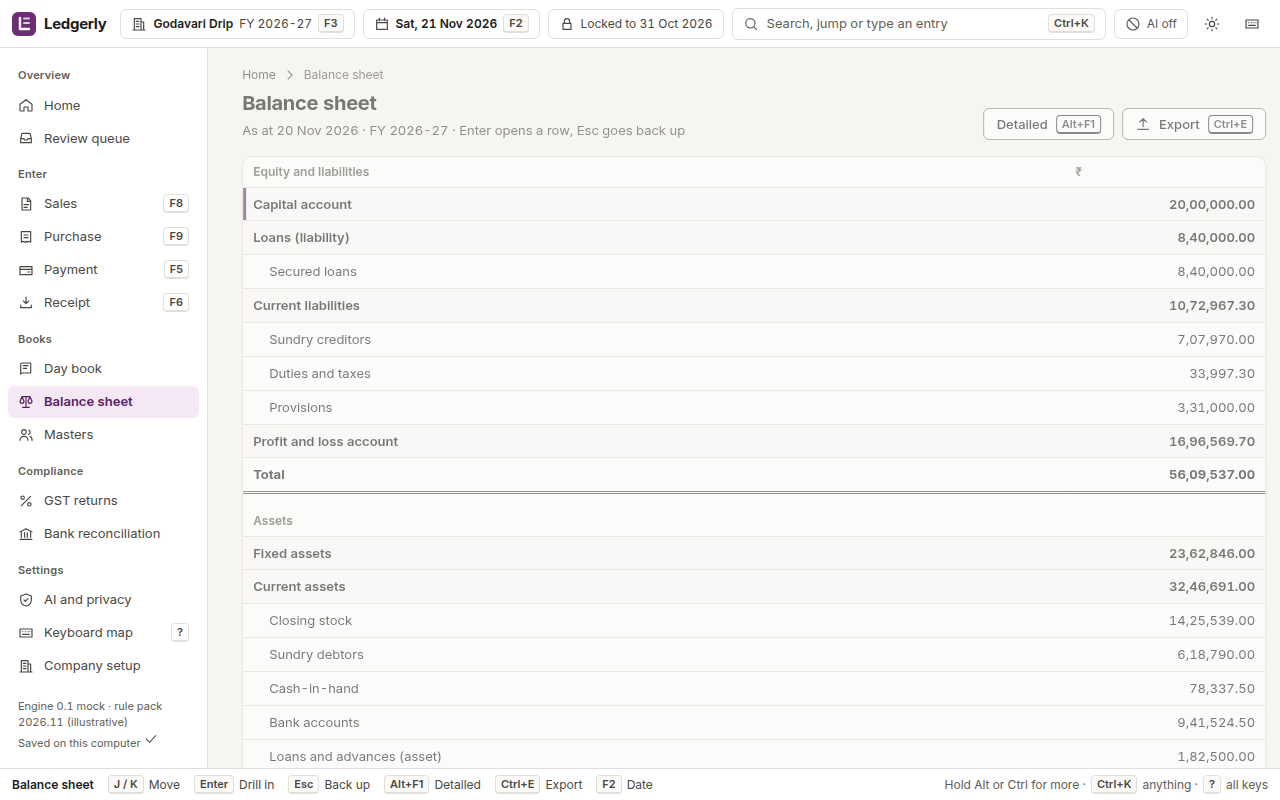 Ledgerly
Godavari Drip FY 2026-27 F3
Sat, 21 Nov 2026 F2
Locked to 31 Oct 2026
Search, jump or type an entry Ctrl+K
AI off
Overview
Home
Review queue
Enter
Sales F8
Purchase F9
Payment F5
Receipt F6
Books
Day book
Balance sheet
Masters
Compliance
GST returns
Bank reconciliation
Settings
AI and privacy
Keyboard map ?
Company setup
Engine 0.1 mock · rule pack
2026.11 (illustrative)
Saved on this computer
Home Balance sheet
Balance sheet
As at 20 Nov 2026 · FY 2026-27 · Enter opens a row, Esc goes back up
Detailed Alt+F1
Export Ctrl+E
Equity and liabilities ₹
Capital account 20,00,000.00
Loans (liability) 8,40,000.00
Secured loans 8,40,000.00
Current liabilities 10,72,967.30
Sundry creditors 7,07,970.00
Duties and taxes 33,997.30
Provisions 3,31,000.00
Profit and loss account 16,96,569.70
Total 56,09,537.00
Assets
Fixed assets 23,62,846.00
Current assets 32,46,691.00
Closing stock 14,25,539.00
Sundry debtors 6,18,790.00
Cash-in-hand 78,337.50
Bank accounts 9,41,524.50
Loans and advances (asset) 1,82,500.00
Balance sheet J / K Move Enter Drill in Esc Back up Alt+F1 Detailed Ctrl+E Export F2 Date
Hold Alt or Ctrl for more · Ctrl+K anything · ? all keys